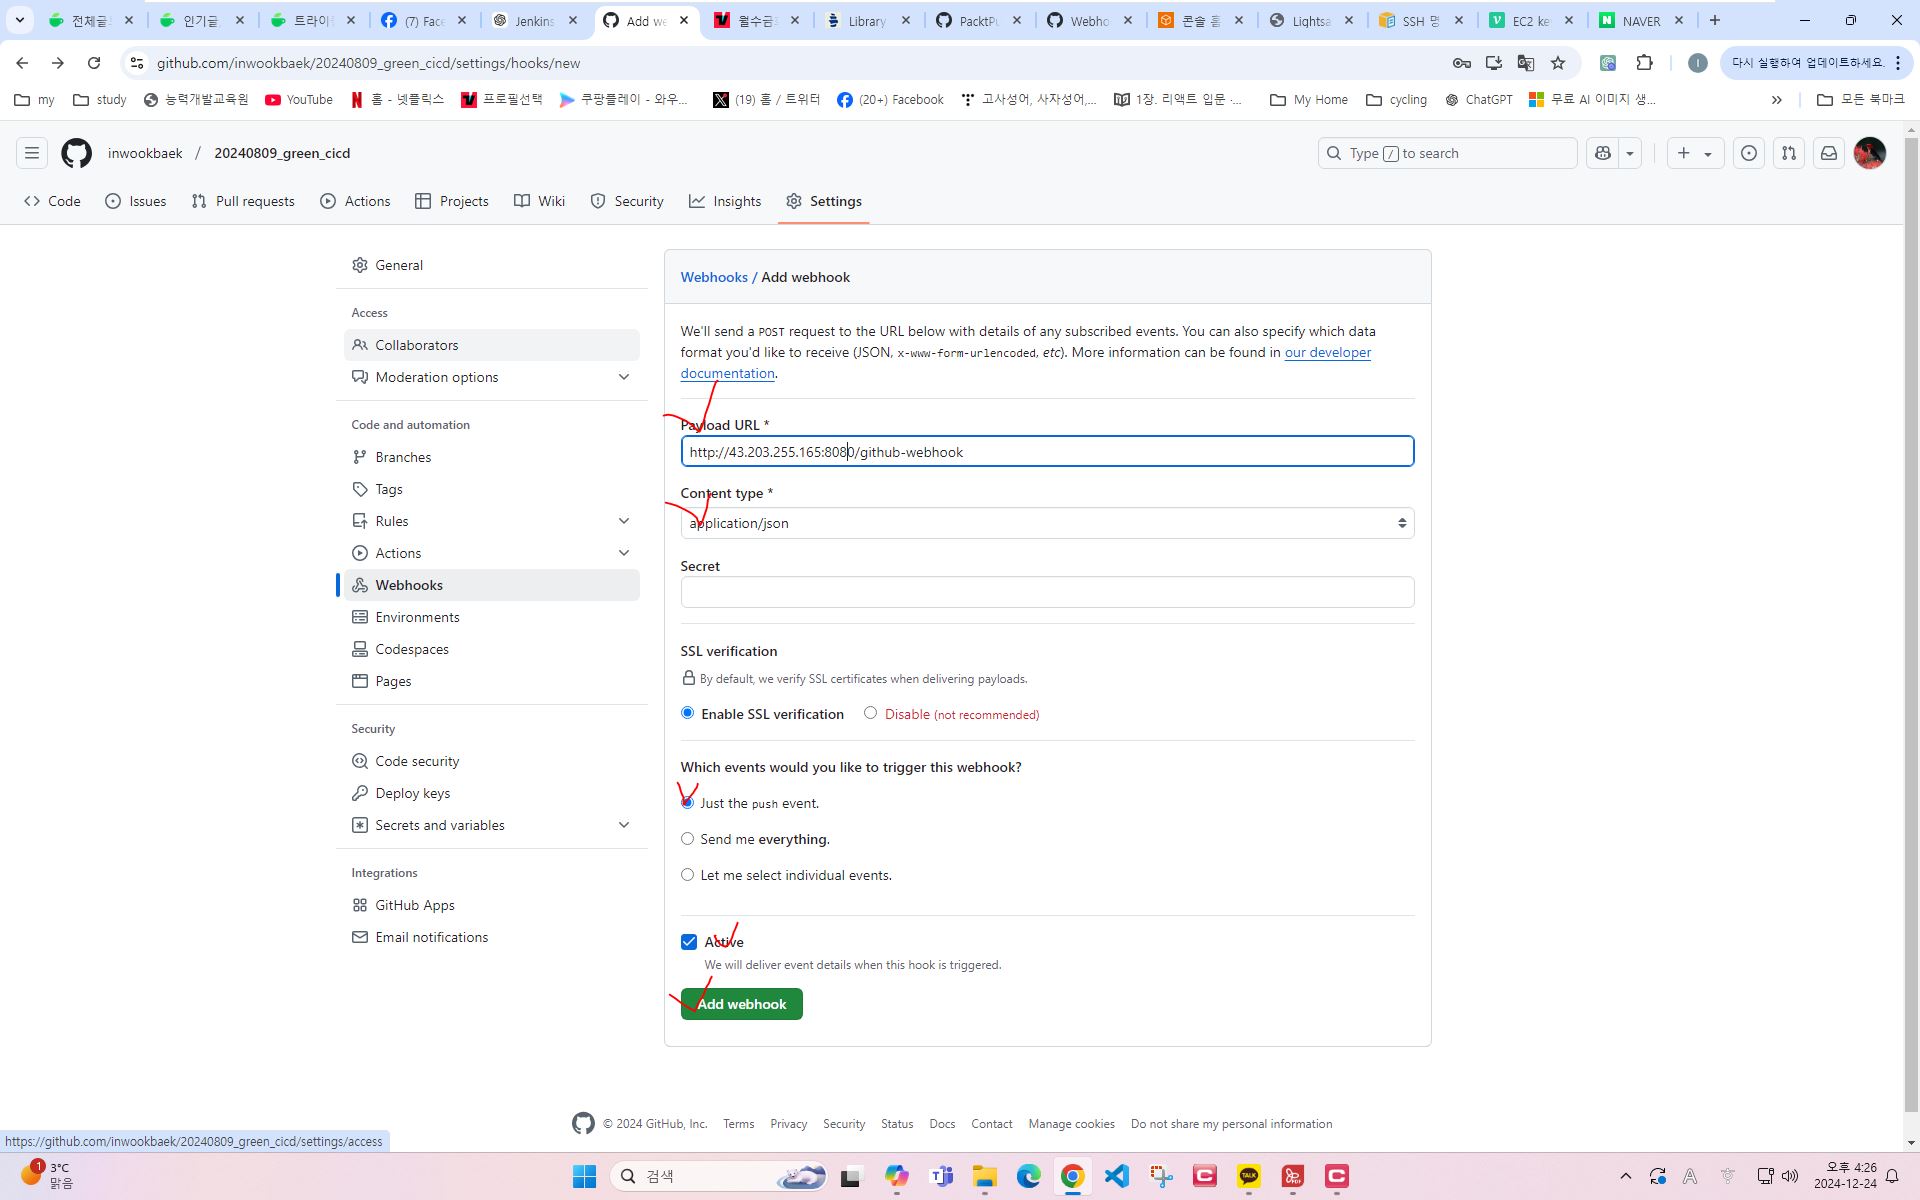 전체글
인기글
트라이
(7) Face
Jenkins
Add we
월수금
Library
PacktPu
Webho
콘솔 홈
Lightsa
SSH 명
EC2 ke
NAVER
github.com/inwookbaek/20240809_green_cicd/settings/hooks/new
다시 실행하여 업데이트하세요.
my
study
능력개발교육원
YouTube
홈 - 넷플릭스
프로필선택
쿠팡플레이 - 와우...
(19) 홈 / 트위터
(20+) Facebook
고사성어, 사자성어,...
1장. 리액트 입문 ·...
My Home
cycling
ChatGPT
무료 AI 이미지 생...
모든 북마크
inwookbaek / 20240809_green_cicd
Type / to search
Code
Issues
Pull requests
Actions
Projects
Wiki
Security
Insights
Settings
General
Access
Collaborators
Moderation options
Code and automation
Branches
Tags
Rules
Actions
Webhooks
Environments
Codespaces
Pages
Security
Code security
Deploy keys
Secrets and variables
Integrations
GitHub Apps
Email notifications
Webhooks / Add webhook
We'll send a POST request to the URL below with details of any subscribed events. You can also specify which data
format you'd like to receive (JSON, x-www-form-urlencoded, etc). More information can be found in our developer
documentation.
Payload URL *
http://43.203.255.165:8080/github-webhook
Content type *
application/json
Secret
SSL verification
By default, we verify SSL certificates when delivering payloads.
Enable SSL verification
Disable (not recommended)
Which events would you like to trigger this webhook?
Just the push event.
Send me everything.
Let me select individual events.
Active
We will deliver event details when this hook is triggered.
Add webhook
© 2024 GitHub, Inc.
Terms
Privacy
Security
Status
Docs
Contact
Manage cookies
Do not share my personal information
https://github.com/inwookbaek/20240809_green_cicd/settings/access
1
3°C
맑음
검색
TALK
PDF
A
오후 4:26
2024-12-24